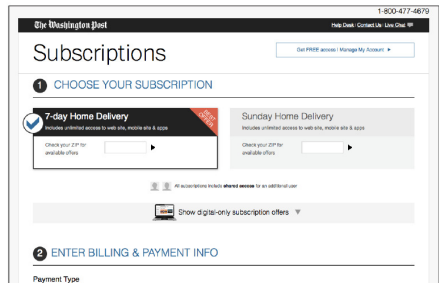 1-800-477-4679
The Washington Post
Help Desk | Contact Us | Live Chat
Subscriptions
Get FREE access | Manage My Account ►
1 CHOOSE YOUR SUBSCRIPTION
7-day Home Delivery
Includes unlimited access to web site, mobile site & apps
BEST OFFER
Check your ZIP for
available offers
Sunday Home Delivery
Includes unlimited access to web site, mobile site & apps
Check your ZIP for
available offers
All subscriptions include shared access for an additional user
Show digital-only subscription offers ▼
2 ENTER BILLING & PAYMENT INFO
Payment Type